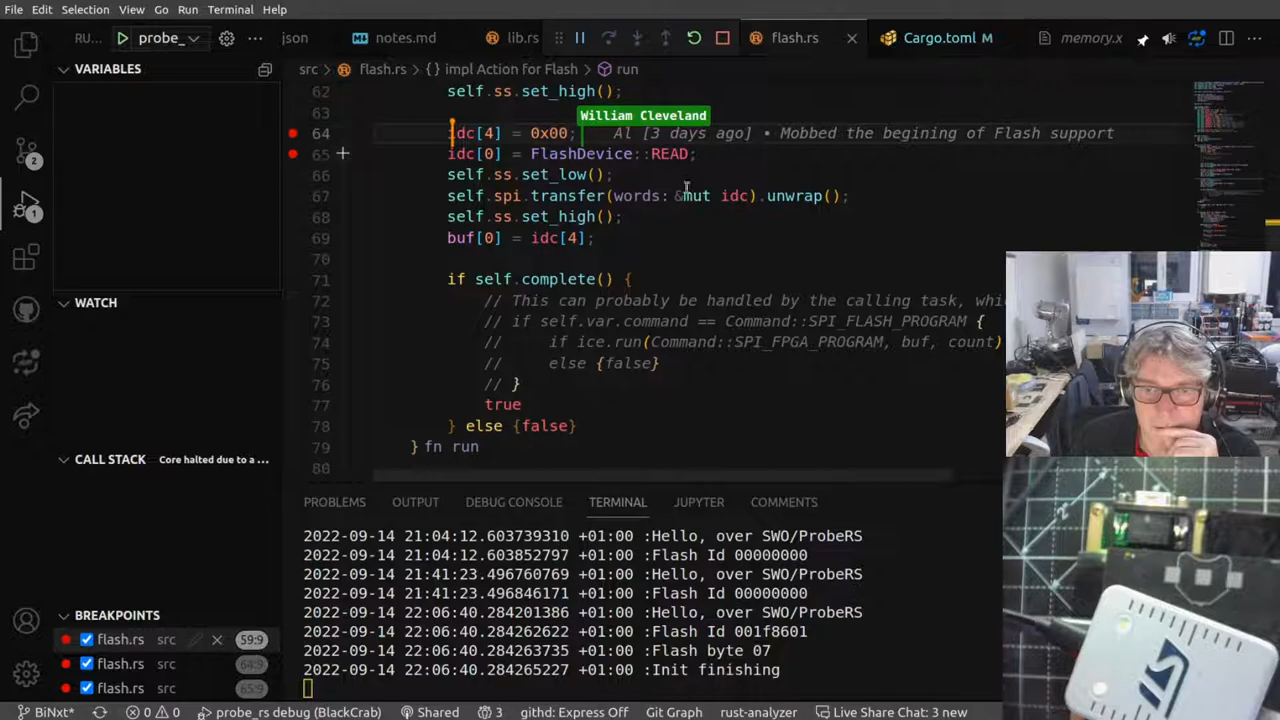 File Edit Selection View Go Run Terminal Help
RU... probe_ ... json notes.md lib.rs flash.rs Cargo.toml M memory.x ...
VARIABLES
src > flash.rs > {} impl Action for Flash > run
62 self.ss.set_high();
63
William Cleveland
64 idc[4] = 0x00; Al [3 days ago] • Mobbed the begining of Flash support
65 idc[0] = FlashDevice::READ;
66 self.ss.set_low();
67 self.spi.transfer(words: &mut idc).unwrap();
68 self.ss.set_high();
69 buf[0] = idc[4];
70
71 if self.complete() {
72 // This can probably be handled by the calling task, whic
73 // if self.var.command == Command::SPI_FLASH_PROGRAM {
74 // if ice.run(Command::SPI_FPGA_PROGRAM, buf, count)
75 // else {false}
76 // }
77 true
78 } else {false}
79 } fn run
80
WATCH
CALL STACK Core halted due to a ...
PROBLEMS OUTPUT DEBUG CONSOLE TERMINAL JUPYTER COMMENTS
2022-09-14 21:04:12.603739310 +01:00 :Hello, over SWO/ProbeRS
2022-09-14 21:04:12.603852797 +01:00 :Flash Id 00000000
2022-09-14 21:41:23.496760769 +01:00 :Hello, over SWO/ProbeRS
2022-09-14 21:41:23.496846171 +01:00 :Flash Id 00000000
2022-09-14 22:06:40.284201386 +01:00 :Hello, over SWO/ProbeRS
2022-09-14 22:06:40.284262622 +01:00 :Flash Id 001f8601
2022-09-14 22:06:40.284263735 +01:00 :Flash byte 07
2022-09-14 22:06:40.284265227 +01:00 :Init finishing
BREAKPOINTS
flash.rs src 59:9
flash.rs src 64:9
flash.rs src 65:9
2
1
BiNxt* 0 0 probe_rs debug (BlackCrab) Shared 3 githd: Express Off Git Graph rust-analyzer Live Share Chat: 3 new